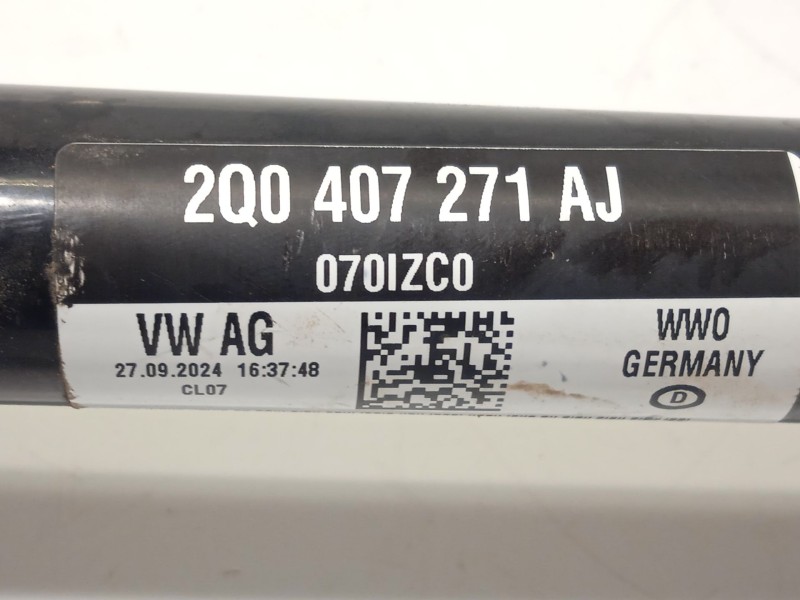 2Q0 407 271 AJ
070IZC0
VW AG
27.09.2024 16:37:48
CL07
WWO
GERMANY
D